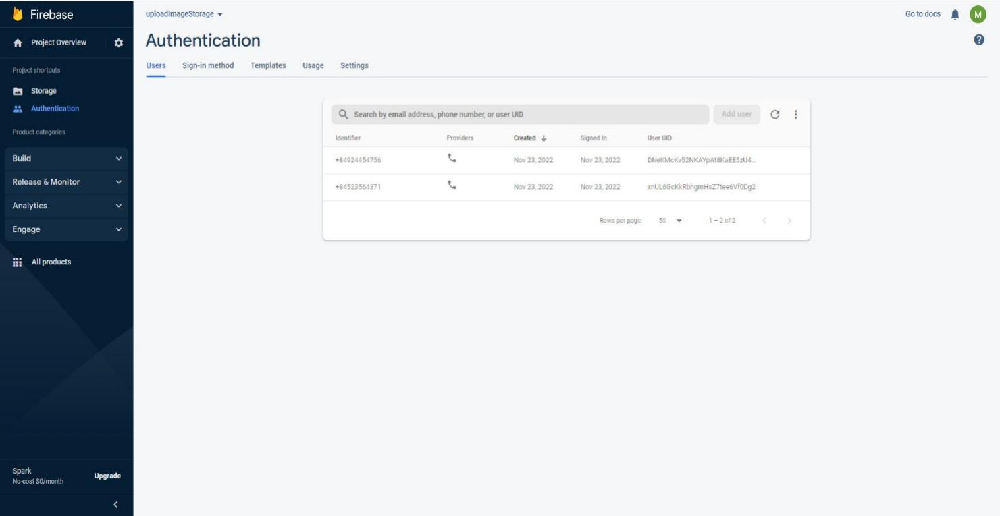 Firebase
Project Overview
Project shortcuts
Storage
Authentication
Product categories
Build
Release & Monitor
Analytics
Engage
All products
Spark
No-cost $0/month
Upgrade
uploadImageStorage
Go to docs
M
Authentication
Users Sign-in method Templates Usage Settings
Search by email address, phone number, or user UID Add user
Identifier Providers Created Signed In User UID
+84924454756 Nov 23, 2022 Nov 23, 2022 DNeKMcKv52NKAYpAt8KaEE5zU4...
+84523564371 Nov 23, 2022 Nov 23, 2022 xnUL6GcKkRbhgmHsZ7tee6Vf0Dg2
Rows per page: 50 1 – 2 of 2